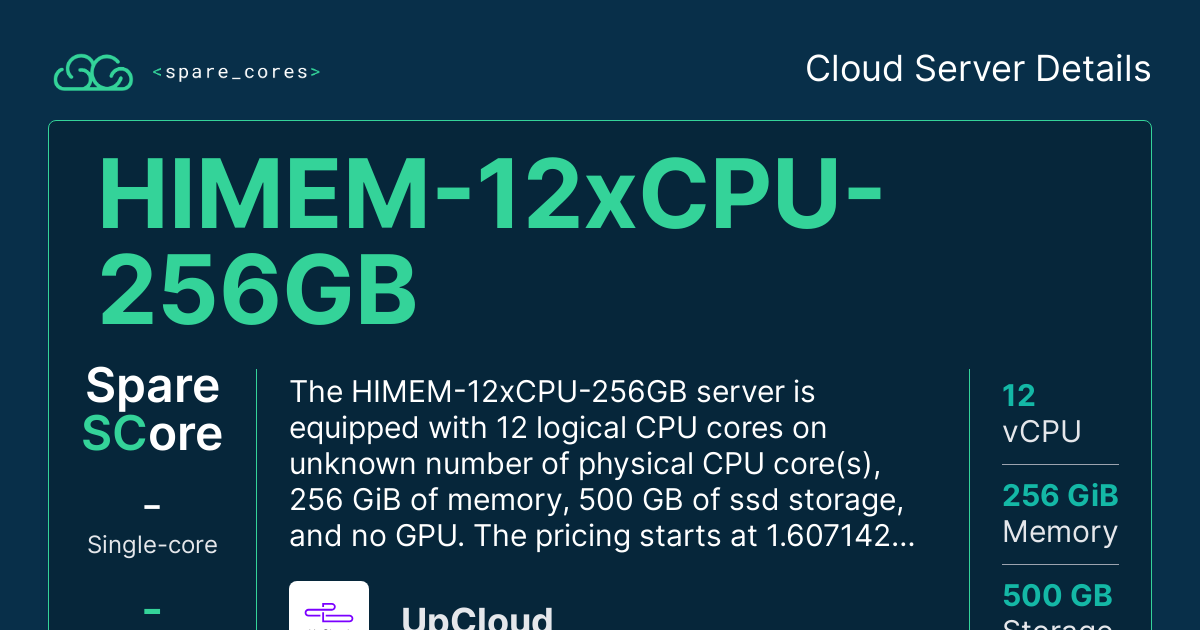 <spare_cores>
Cloud Server Details
HIMEM-12xCPU-
256GB
Spare
SCore
–
Single-core
–
The HIMEM-12xCPU-256GB server is
equipped with 12 logical CPU cores on
unknown number of physical CPU core(s),
256 GiB of memory, 500 GB of ssd storage,
and no GPU. The pricing starts at 1.607142...
UpCloud
12
vCPU
256 GiB
Memory
500 GB
Storage